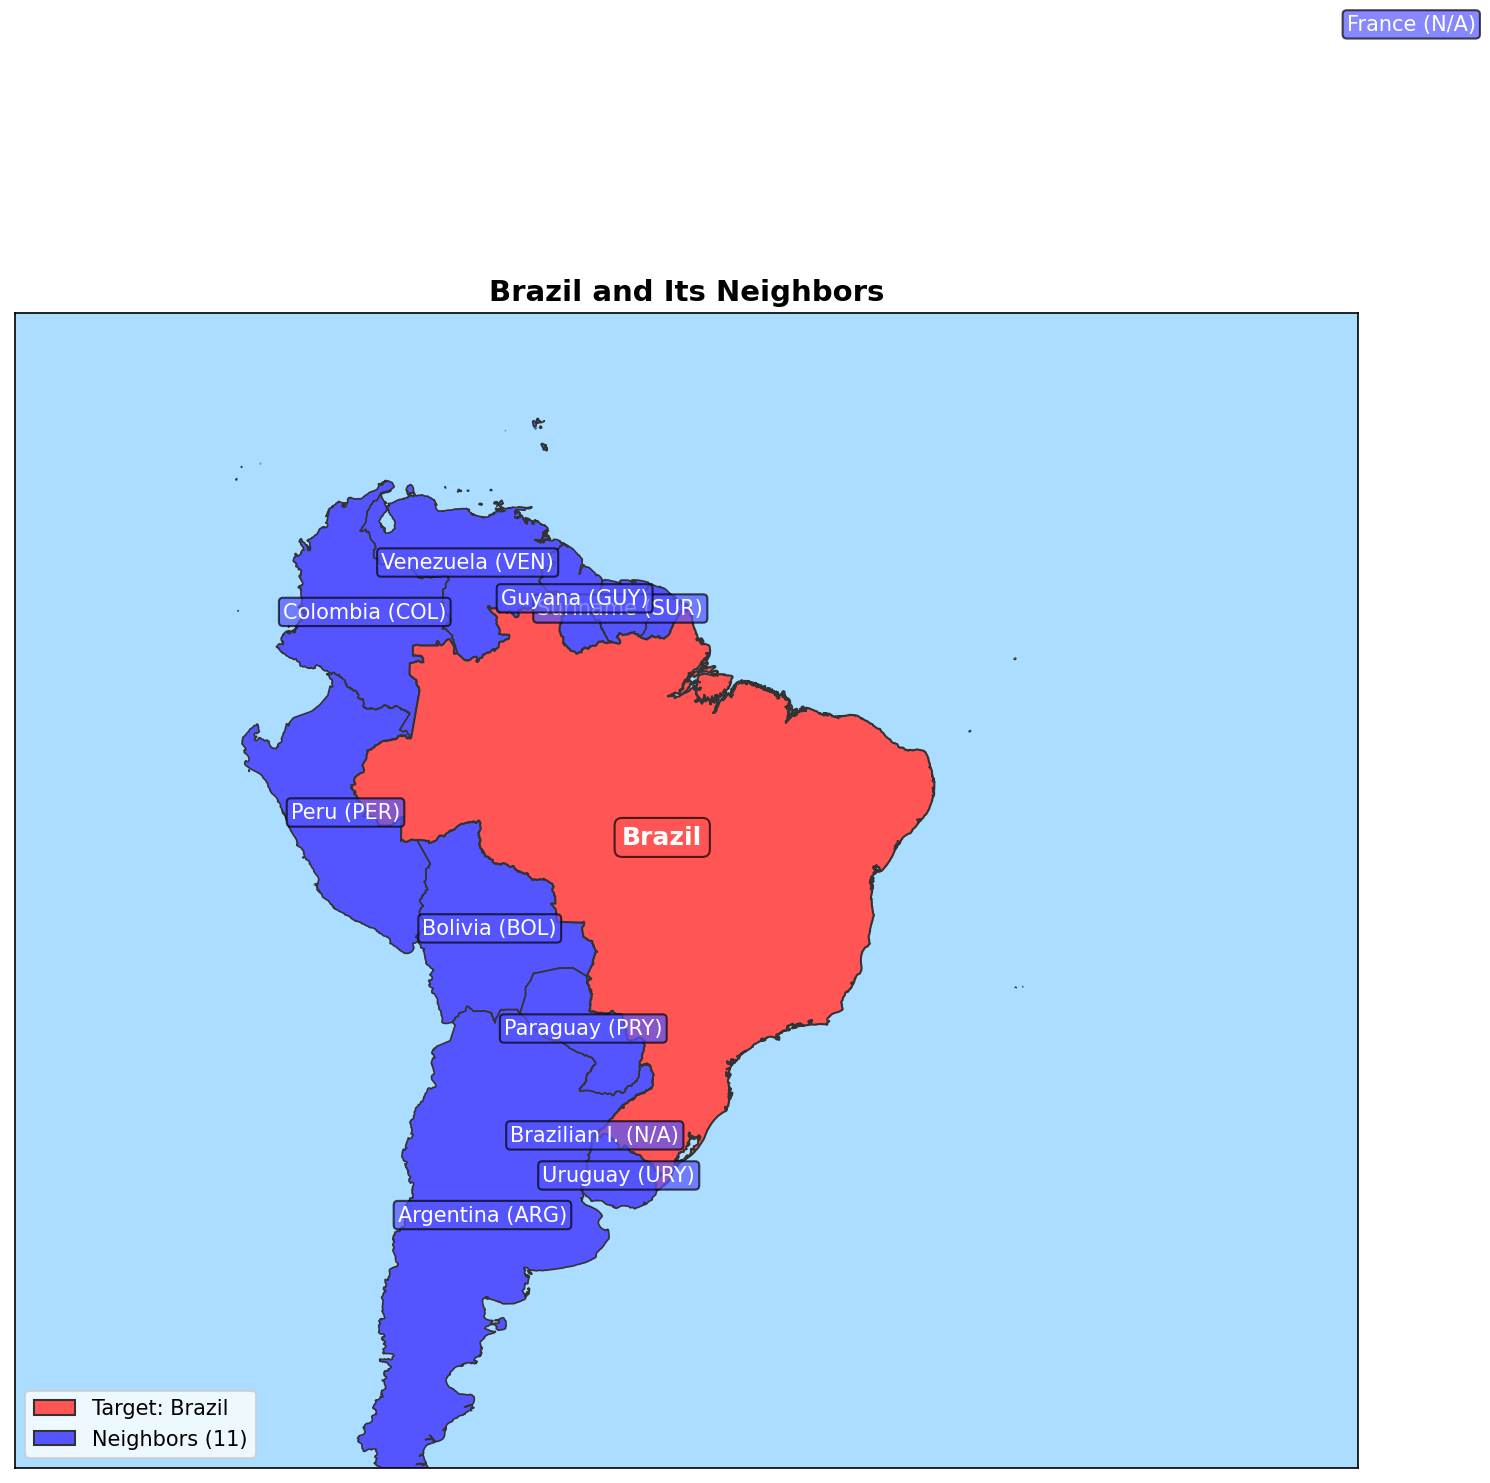 France (N/A)
Brazil and Its Neighbors
Venezuela (VEN)
Guyana (GUY)
Suriname (SUR)
Colombia (COL)
Peru (PER)
Brazil
Bolivia (BOL)
Paraguay (PRY)
Brazilian I. (N/A)
Uruguay (URY)
Argentina (ARG)
Target: Brazil
Neighbors (11)